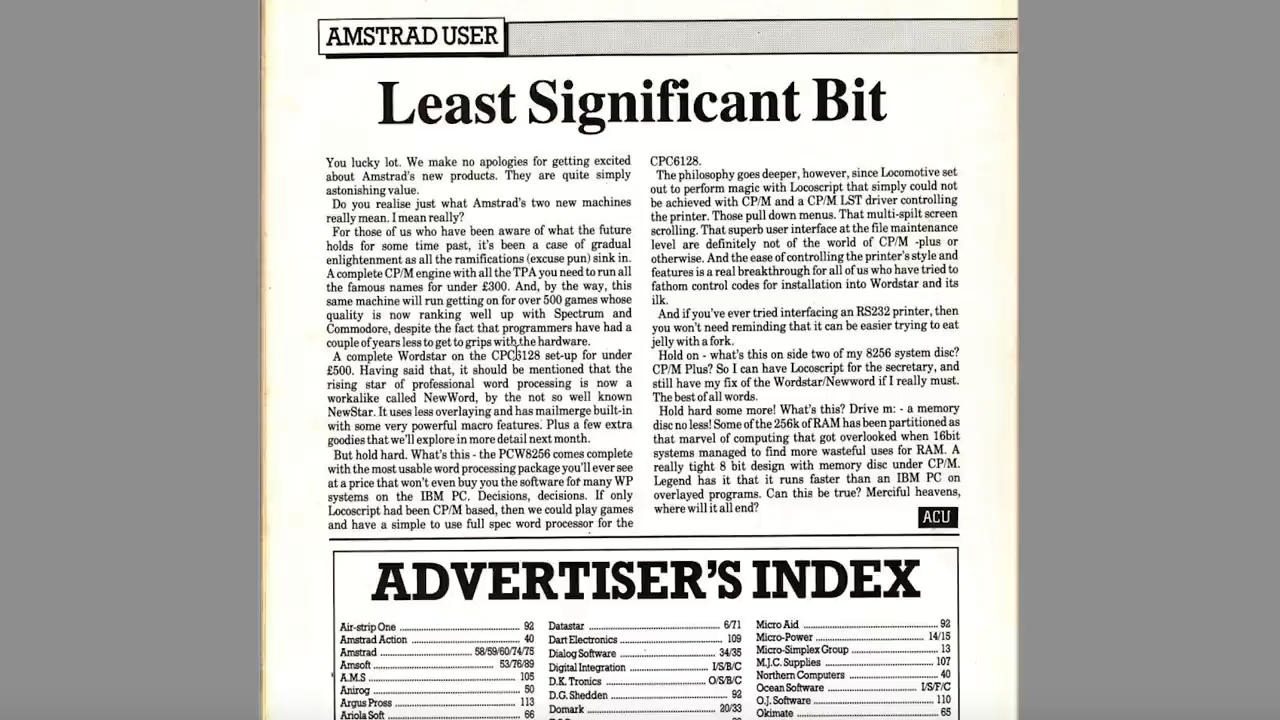 AMSTRAD USER
Least Significant Bit
You lucky lot. We make no apologies for getting excited
about Amstrad's new products. They are quite simply
astonishing value.
Do you realise just what Amstrad's two new machines
really mean. I mean really?
For those of us who have been aware of what the future
holds for some time past, it's been a case of gradual
enlightenment as all the ramifications (excuse pun) sink in.
A complete CP/M engine with all the TPA you need to run all
the famous names for under £300. And, by the way, this
same machine will run getting on for over 500 games whose
quality is now ranking well up with Spectrum and
Commodore, despite the fact that programmers have had a
couple of years less to get to grips with the hardware.
A complete Wordstar on the CPC6128 set-up for under
£500. Having said that, it should be mentioned that the
rising star of professional word processing is now a
workalike called NewWord, by the not so well known
NewStar. It uses less overlaying and has mailmerge built-in
with some very powerful macro features. Plus a few extra
goodies that we'll explore in more detail next month.
But hold hard. What's this - the PCW8256 comes complete
with the most usable word processing package you'll ever see
at a price that won't even buy you the software for many WP
systems on the IBM PC. Decisions, decisions. If only
Locoscript had been CP/M based, then we could play games
and have a simple to use full spec word processor for the
CPC6128.
The philosophy goes deeper, however, since Locomotive set
out to perform magic with Locoscript that simply could not
be achieved with CP/M and a CP/M LST driver controlling
the printer. Those pull down menus. That multi-spilt screen
scrolling. That superb user interface at the file maintenance
level are definitely not of the world of CP/M -plus or
otherwise. And the ease of controlling the printer's style and
features is a real breakthrough for all of us who have tried to
fathom control codes for installation into Wordstar and its
ilk.
And if you've ever tried interfacing an RS232 printer, then
you won't need reminding that it can be easier trying to eat
jelly with a fork.
Hold on - what's this on side two of my 8256 system disc?
CP/M Plus? So I can have Locoscript for the secretary, and
still have my fix of the Wordstar/Newword if I really must.
The best of all words.
Hold hard some more! What's this? Drive m: - a memory
disc no less! Some of the 256k of RAM has been partitioned as
that marvel of computing that got overlooked when 16bit
systems managed to find more wasteful uses for RAM. A
really tight 8 bit design with memory disc under CP/M.
Legend has it that it runs faster than an IBM PC on
overlayed programs. Can this be true? Merciful heavens,
where will it all end?
ACU
ADVERTISER'S INDEX
Air-strip One 92
Amstrad Action 40
Amstrad 58/59/60/74/75
Amsoft 53/76/89
A.M.S 105
Anirog 50
Argus Pross 113
Ariola Soft 66
Datastar 6/71
Dart Electronics 109
Dialog Software 34/35
Digital Integration I/S/B/C
D.K. Tronics O/S/B/C
D.G. Shedden 92
Domark 20/33
Micro Aid 92
Micro-Power 14/15
Micro-Simplex Group 13
M.J.C. Supplies 107
Northern Computers 40
Ocean Software I/S/F/C
O.J. Software 110
Okimate 65